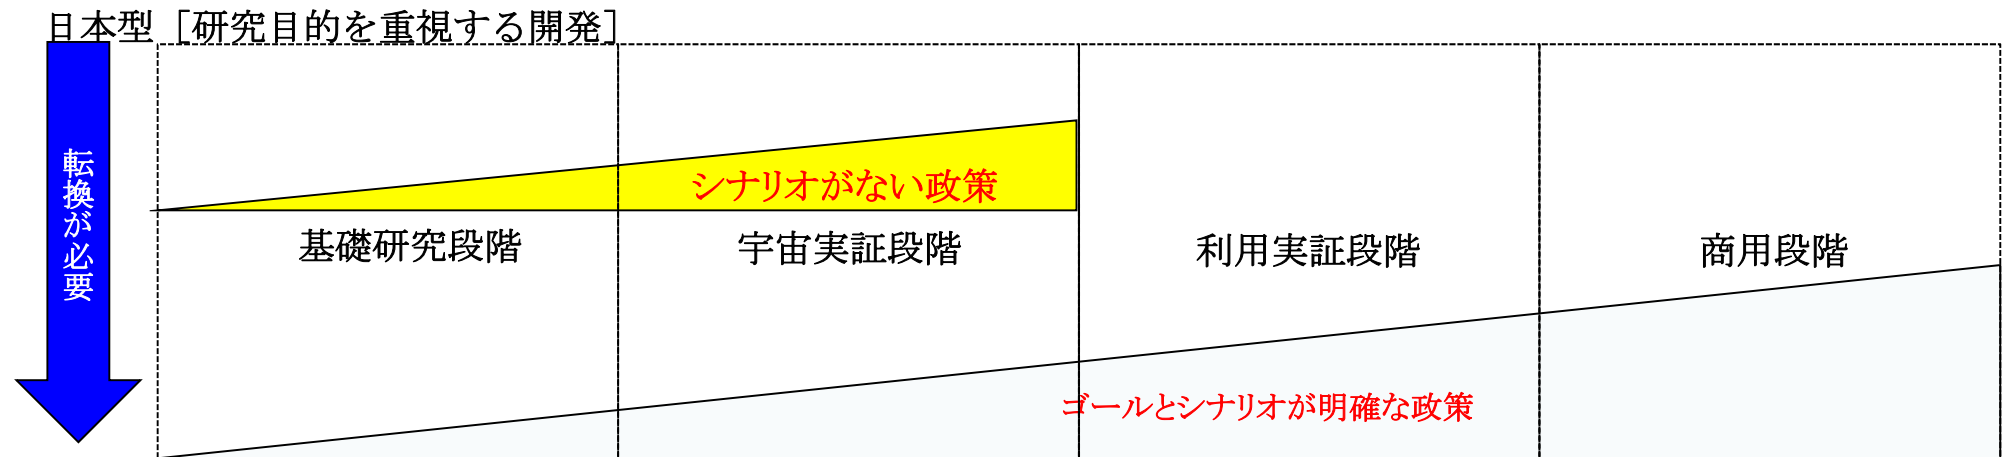 日本型［研究目的を重視する開発］
転換が必要
シナリオがない政策
基礎研究段階
宇宙実証段階
利用実証段階
商用段階
ゴールとシナリオが明確な政策